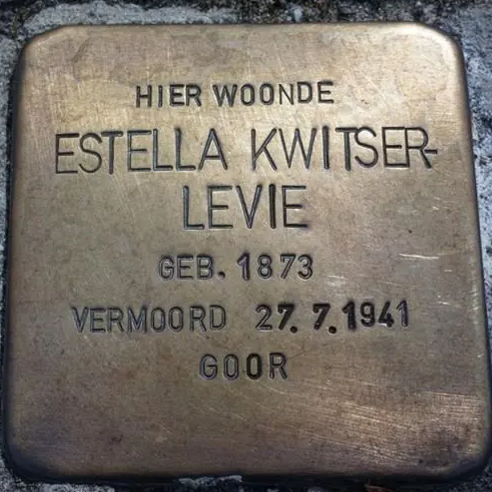 HIER WOONDE
ESTELLA KWITSER-
LEVIE
GEB. 1873
VERMOORD 27.7.1941
GOOR